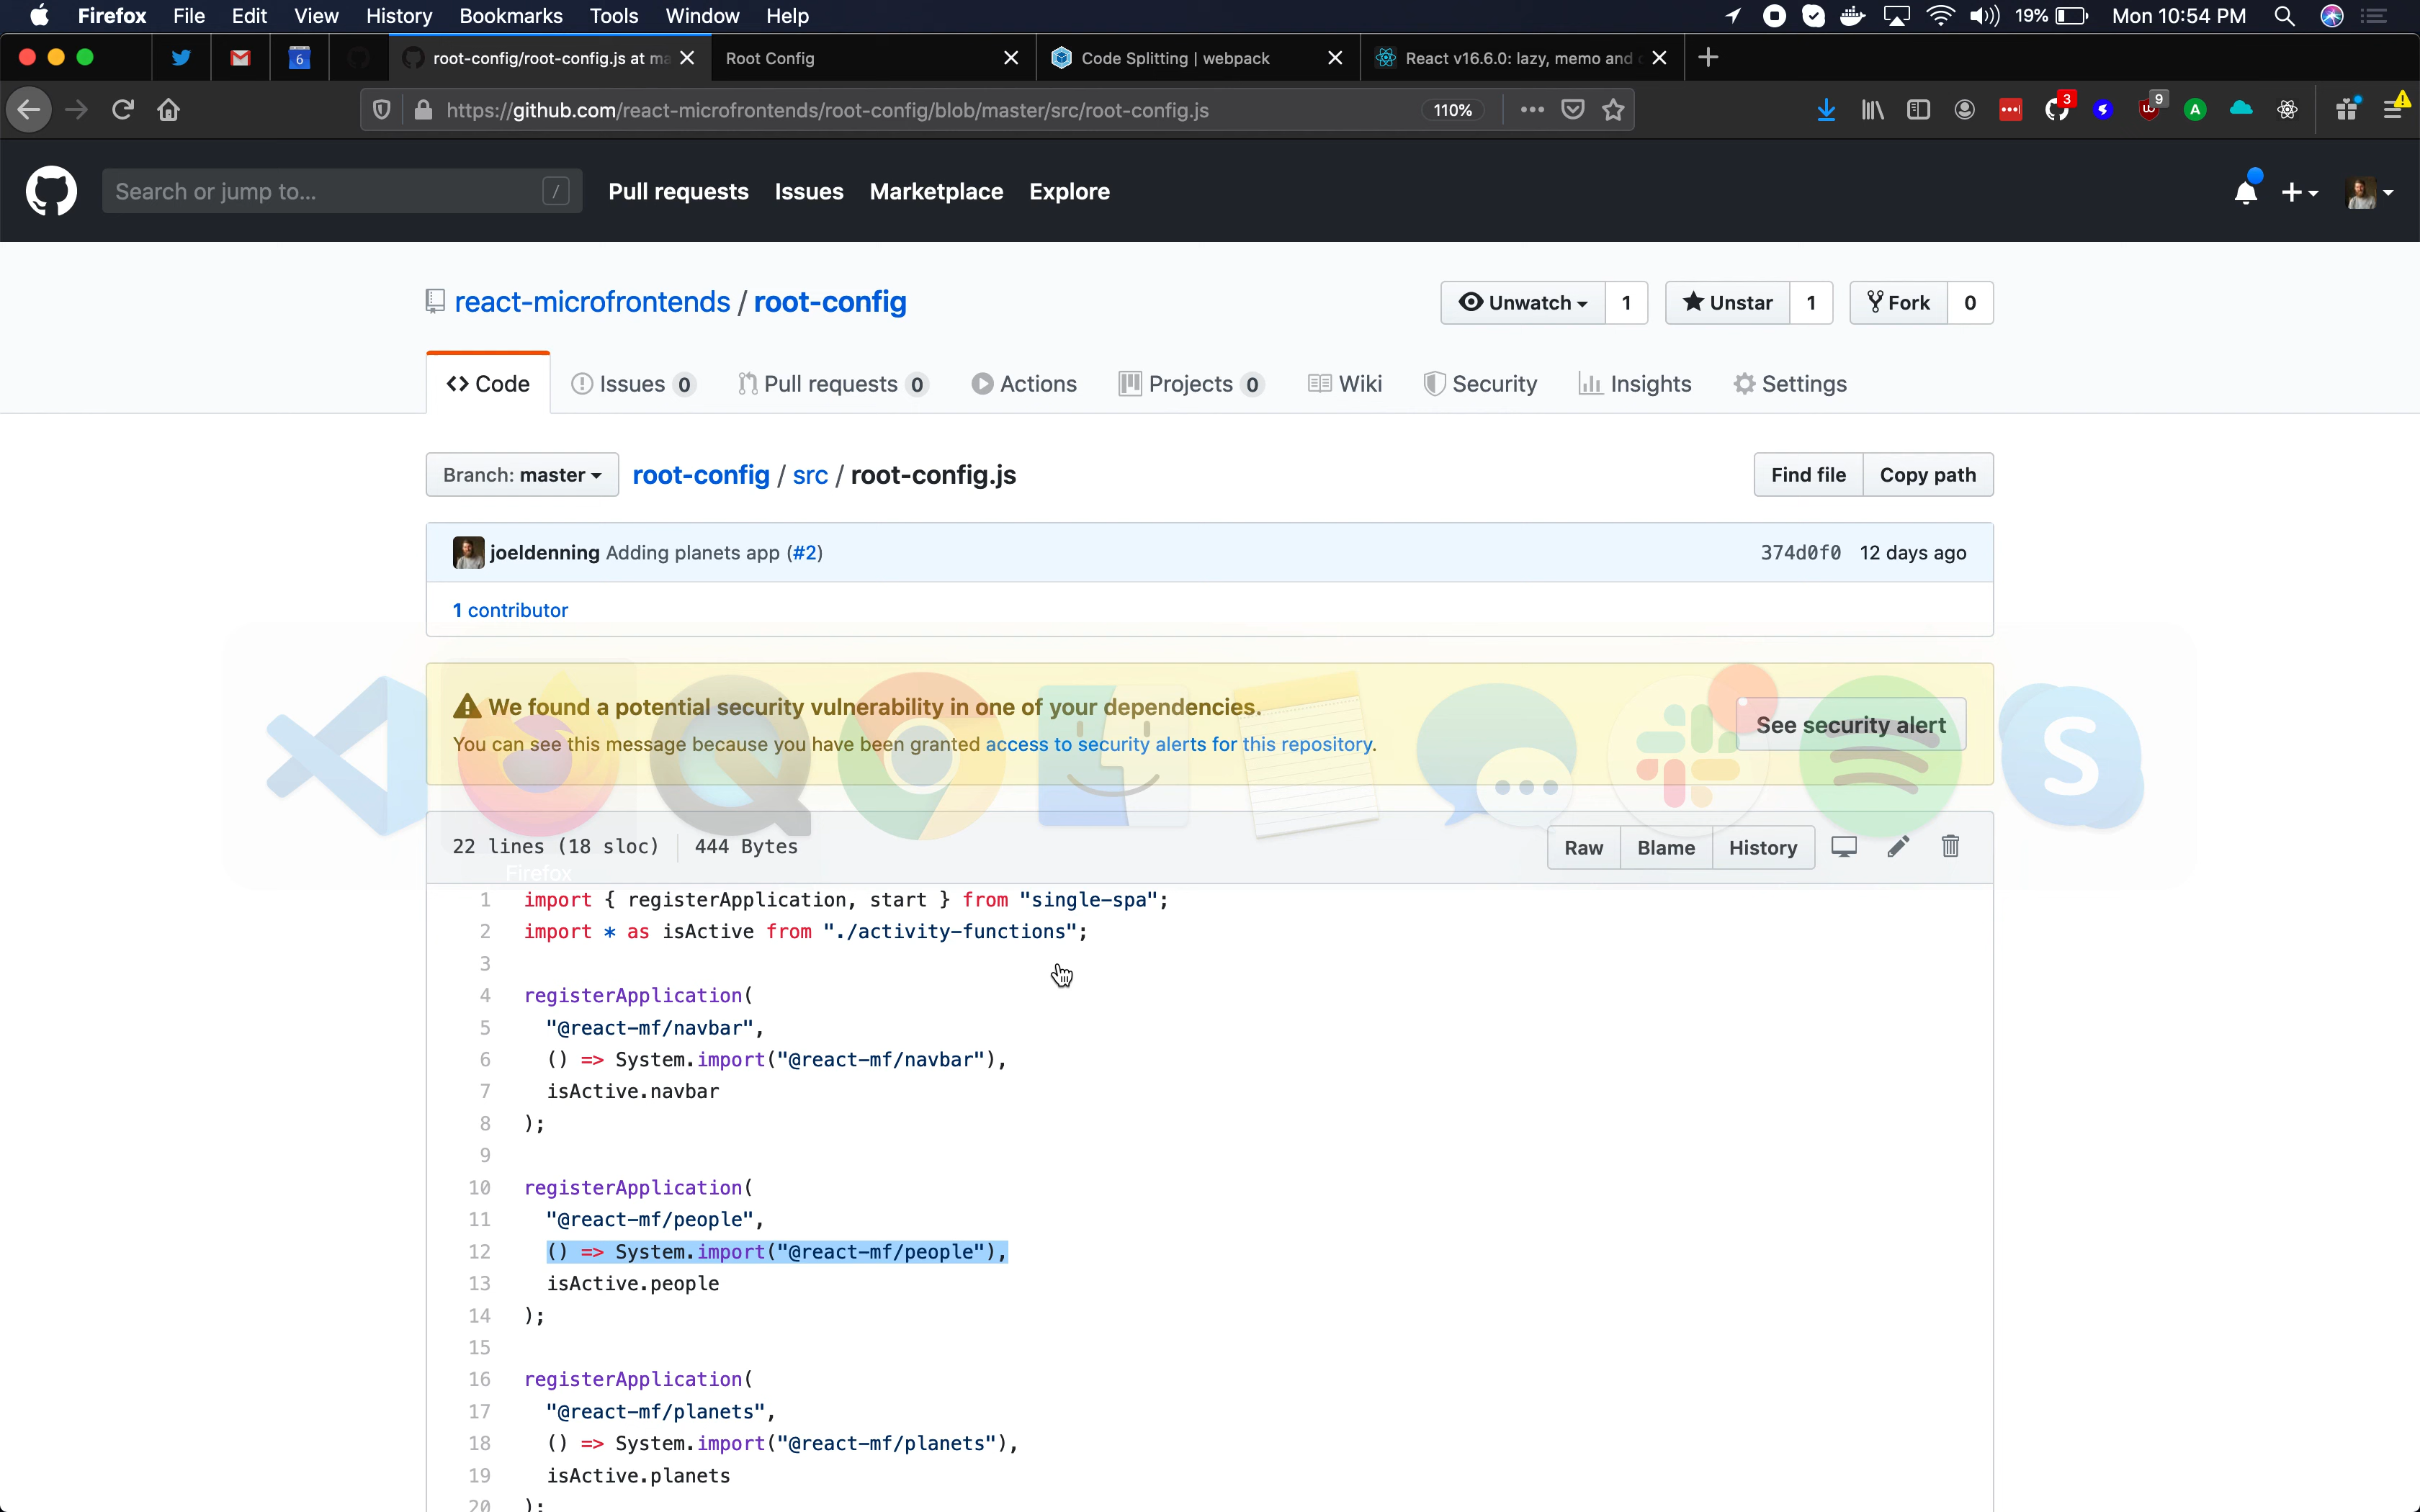 Firefox File Edit View History Bookmarks Tools Window Help 19% Mon 10:54 PM
6 root-config/root-config.js at ma Root Config Code Splitting | webpack React v16.6.0: lazy, memo and
https://github.com/react-microfrontends/root-config/blob/master/src/root-config.js 110% 3 9 A
Search or jump to... / Pull requests Issues Marketplace Explore
react-microfrontends / root-config Unwatch 1 Unstar 1 Fork 0
Code Issues 0 Pull requests 0 Actions Projects 0 Wiki Security Insights Settings
Branch: master root-config / src / root-config.js Find file Copy path
joeldenning Adding planets app (#2) 374d0f0 12 days ago
1 contributor
We found a potential security vulnerability in one of your dependencies.
You can see this message because you have been granted access to security alerts for this repository.
See security alert
S
22 lines (18 sloc) 444 Bytes Raw Blame History
Firefox
1 import { registerApplication, start } from "single-spa";
2 import * as isActive from "./activity-functions";
3
4 registerApplication(
5 "@react-mf/navbar",
6 () => System.import("@react-mf/navbar"),
7 isActive.navbar
8 );
9
10 registerApplication(
11 "@react-mf/people",
12 () => System.import("@react-mf/people"),
13 isActive.people
14 );
15
16 registerApplication(
17 "@react-mf/planets",
18 () => System.import("@react-mf/planets"),
19 isActive.planets
20 );